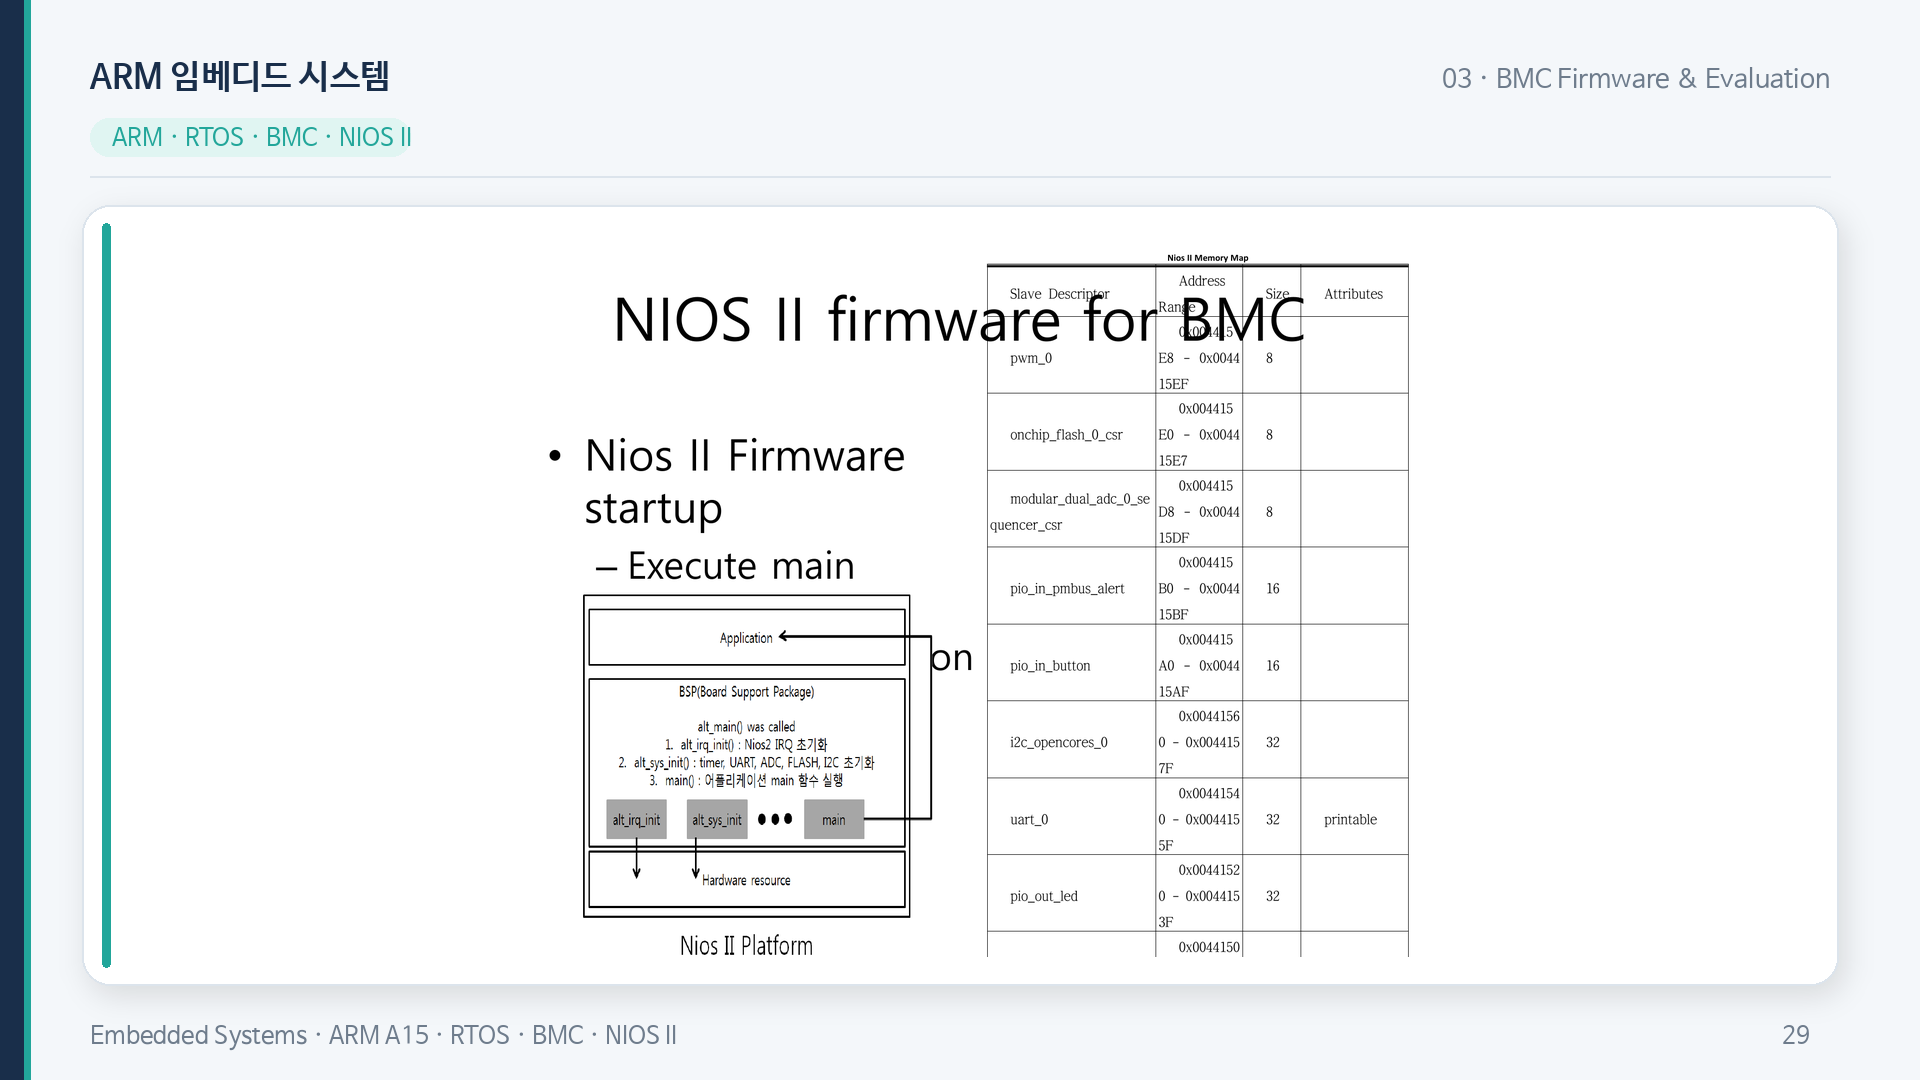 ARM 임베디드 시스템
03 · BMC Firmware & Evaluation
ARM · RTOS · BMC · NIOS II
NIOS II firmware for BMC
• Nios II Firmware
startup
– Execute main
on
Application
BSP(Board Support Package)
alt_main() was called
1. alt_irq_init() : Nios2 IRQ 초기화
2. alt_sys_init() : timer, UART, ADC, FLASH, I2C 초기화
3. main() : 어플리케이션 main 함수 실행
alt_irq_init
alt_sys_init
main
Hardware resource
Nios II Platform
Nios II Memory Map
Slave Descriptor
Address
Range
Size
Attributes
pwm_0
0x004415
E8 - 0x0044
15EF
8
onchip_flash_0_csr
0x004415
E0 - 0x0044
15E7
8
modular_dual_adc_0_se
quencer_csr
0x004415
D8 - 0x0044
15DF
8
pio_in_pmbus_alert
0x004415
B0 - 0x0044
15BF
16
pio_in_button
0x004415
A0 - 0x0044
15AF
16
i2c_opencores_0
0x0044156
0 - 0x004415
7F
32
uart_0
0x0044154
0 - 0x004415
5F
32
printable
pio_out_led
0x0044152
0 - 0x004415
3F
32
0x0044150
Embedded Systems · ARM A15 · RTOS · BMC · NIOS II
29